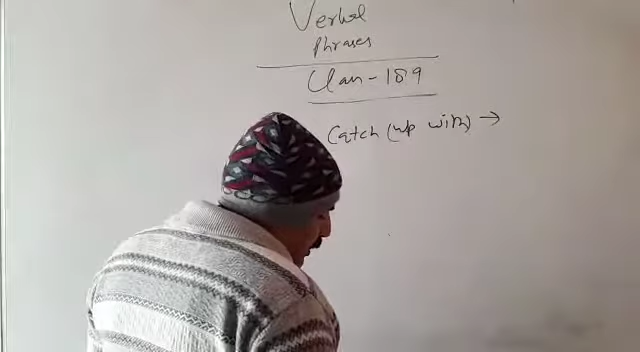 Verbal
Phrases
Class - 189
Catch (up with) →